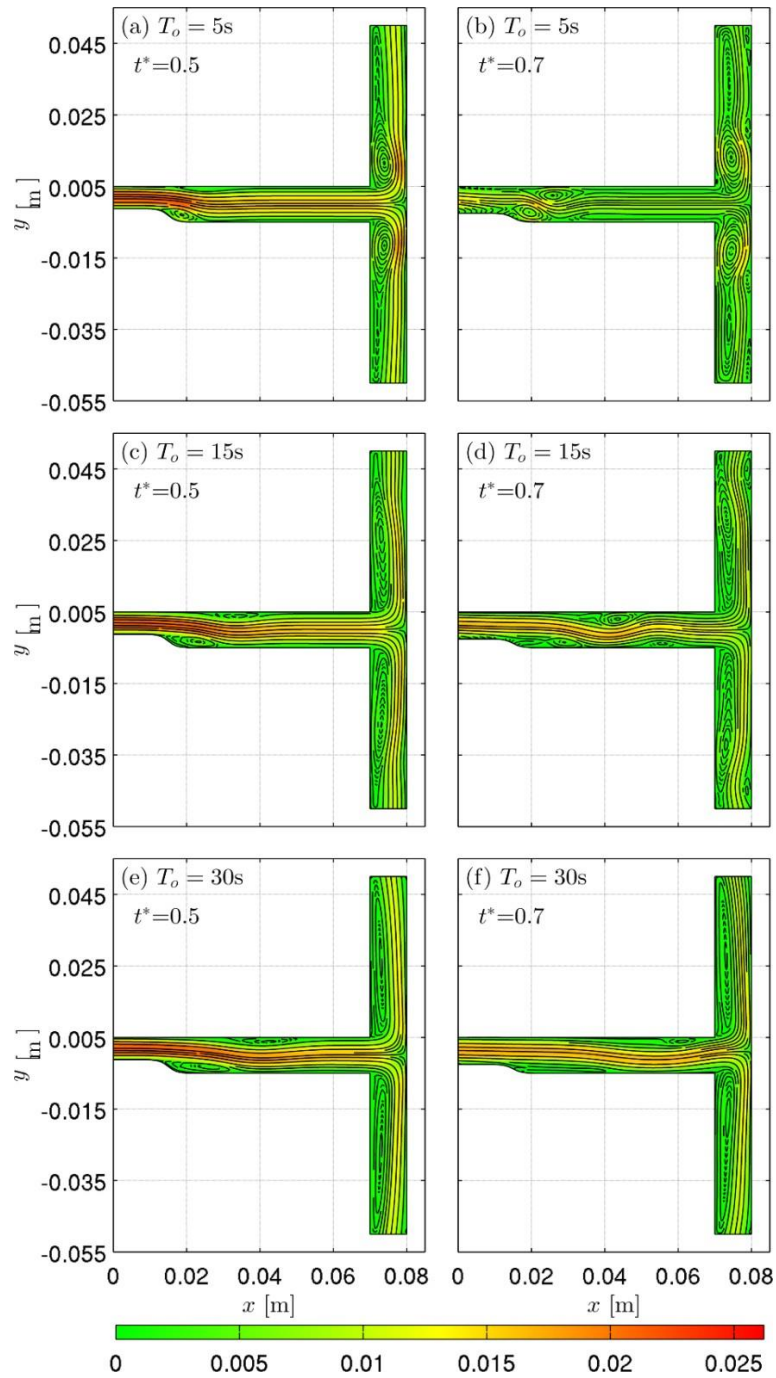 (a) T_o = 5s
t*=0.5
(b) T_o = 5s
t*=0.7
0.045
0.025
0.005
-0.015
-0.035
-0.055
y [m]
(c) T_o = 15s
t*=0.5
(d) T_o = 15s
t*=0.7
0.045
0.025
0.005
-0.015
-0.035
-0.055
y [m]
(e) T_o = 30s
t*=0.5
(f) T_o = 30s
t*=0.7
0.045
0.025
0.005
-0.015
-0.035
-0.055
y [m]
0 0.02 0.04 0.06 0.08 0 0.02 0.04 0.06 0.08
x [m] x [m]
0 0.005 0.01 0.015 0.02 0.025